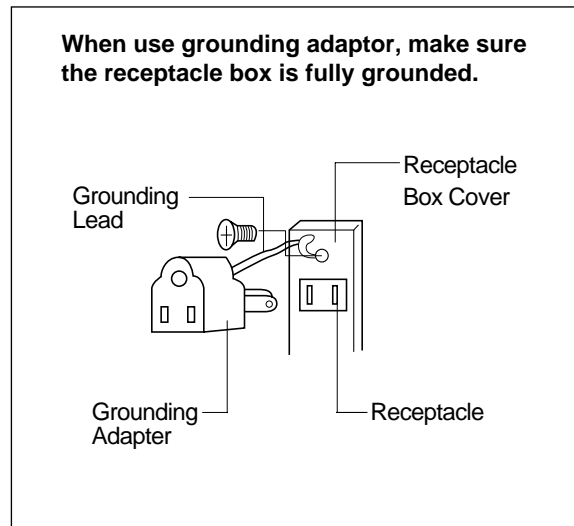 When use grounding adaptor, make sure
the receptacle box is fully grounded.
Receptacle
Box Cover
Grounding
Lead
Grounding
Adapter
Receptacle